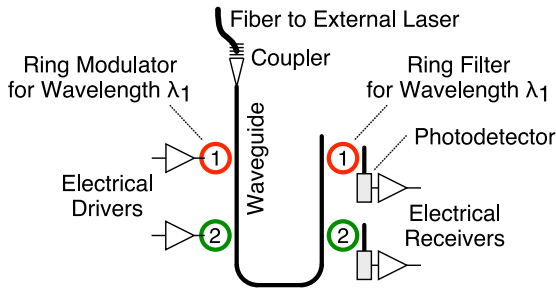 Fiber to External Laser
Coupler
Ring Modulator
for Wavelength λ1
Ring Filter
for Wavelength λ1
Photodetector
Waveguide
1
1
Electrical
Drivers
2
2
Electrical
Receivers